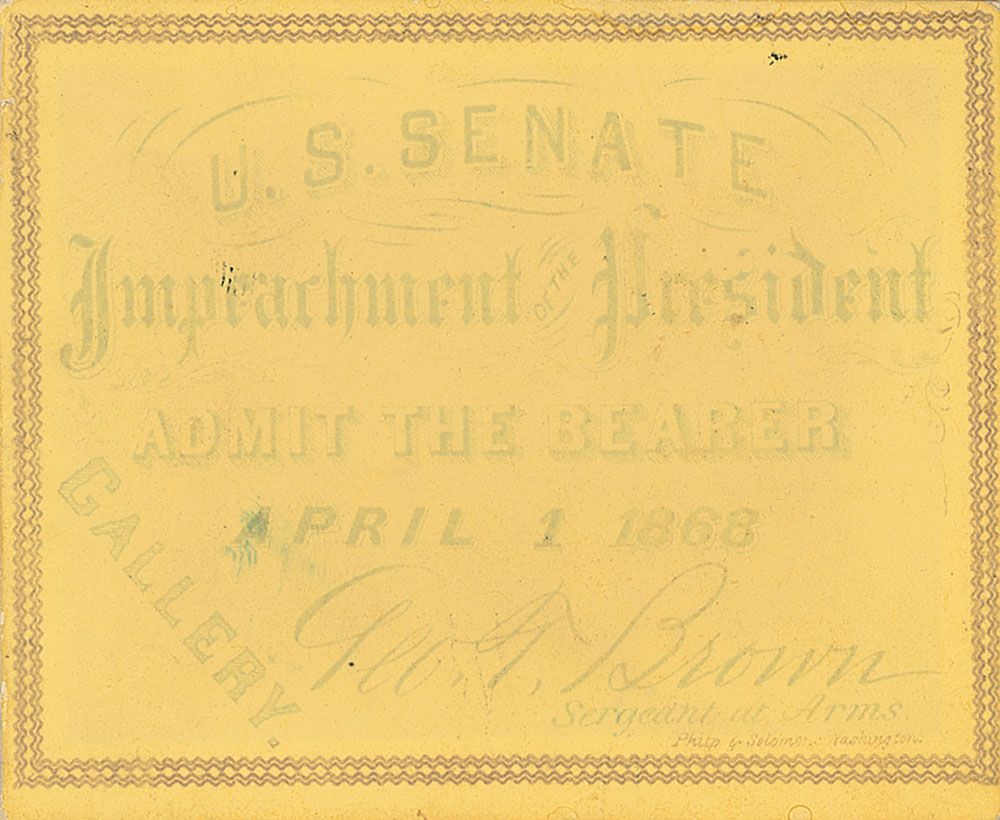 U. S. SENATE
Impeachment OF THE President
ADMIT THE BEARER
GALLERY.
APRIL 1 1868
Geo. T. Brown
Sergeant at Arms
Philp & Solomons Washington.